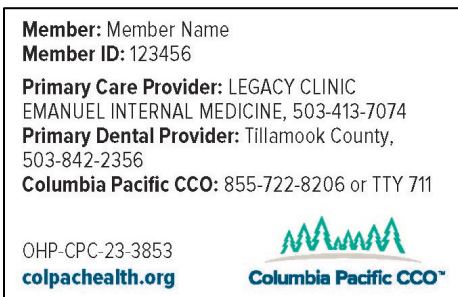 Member: Member Name
Member ID: 123456
Primary Care Provider: LEGACY CLINIC
EMANUEL INTERNAL MEDICINE, 503-413-7074
Primary Dental Provider: Tillamook County,
503-842-2356
Columbia Pacific CCO: 855-722-8206 or TTY 711
OHP-CPC-23-3853
colpachealth.org
Columbia Pacific CCO™